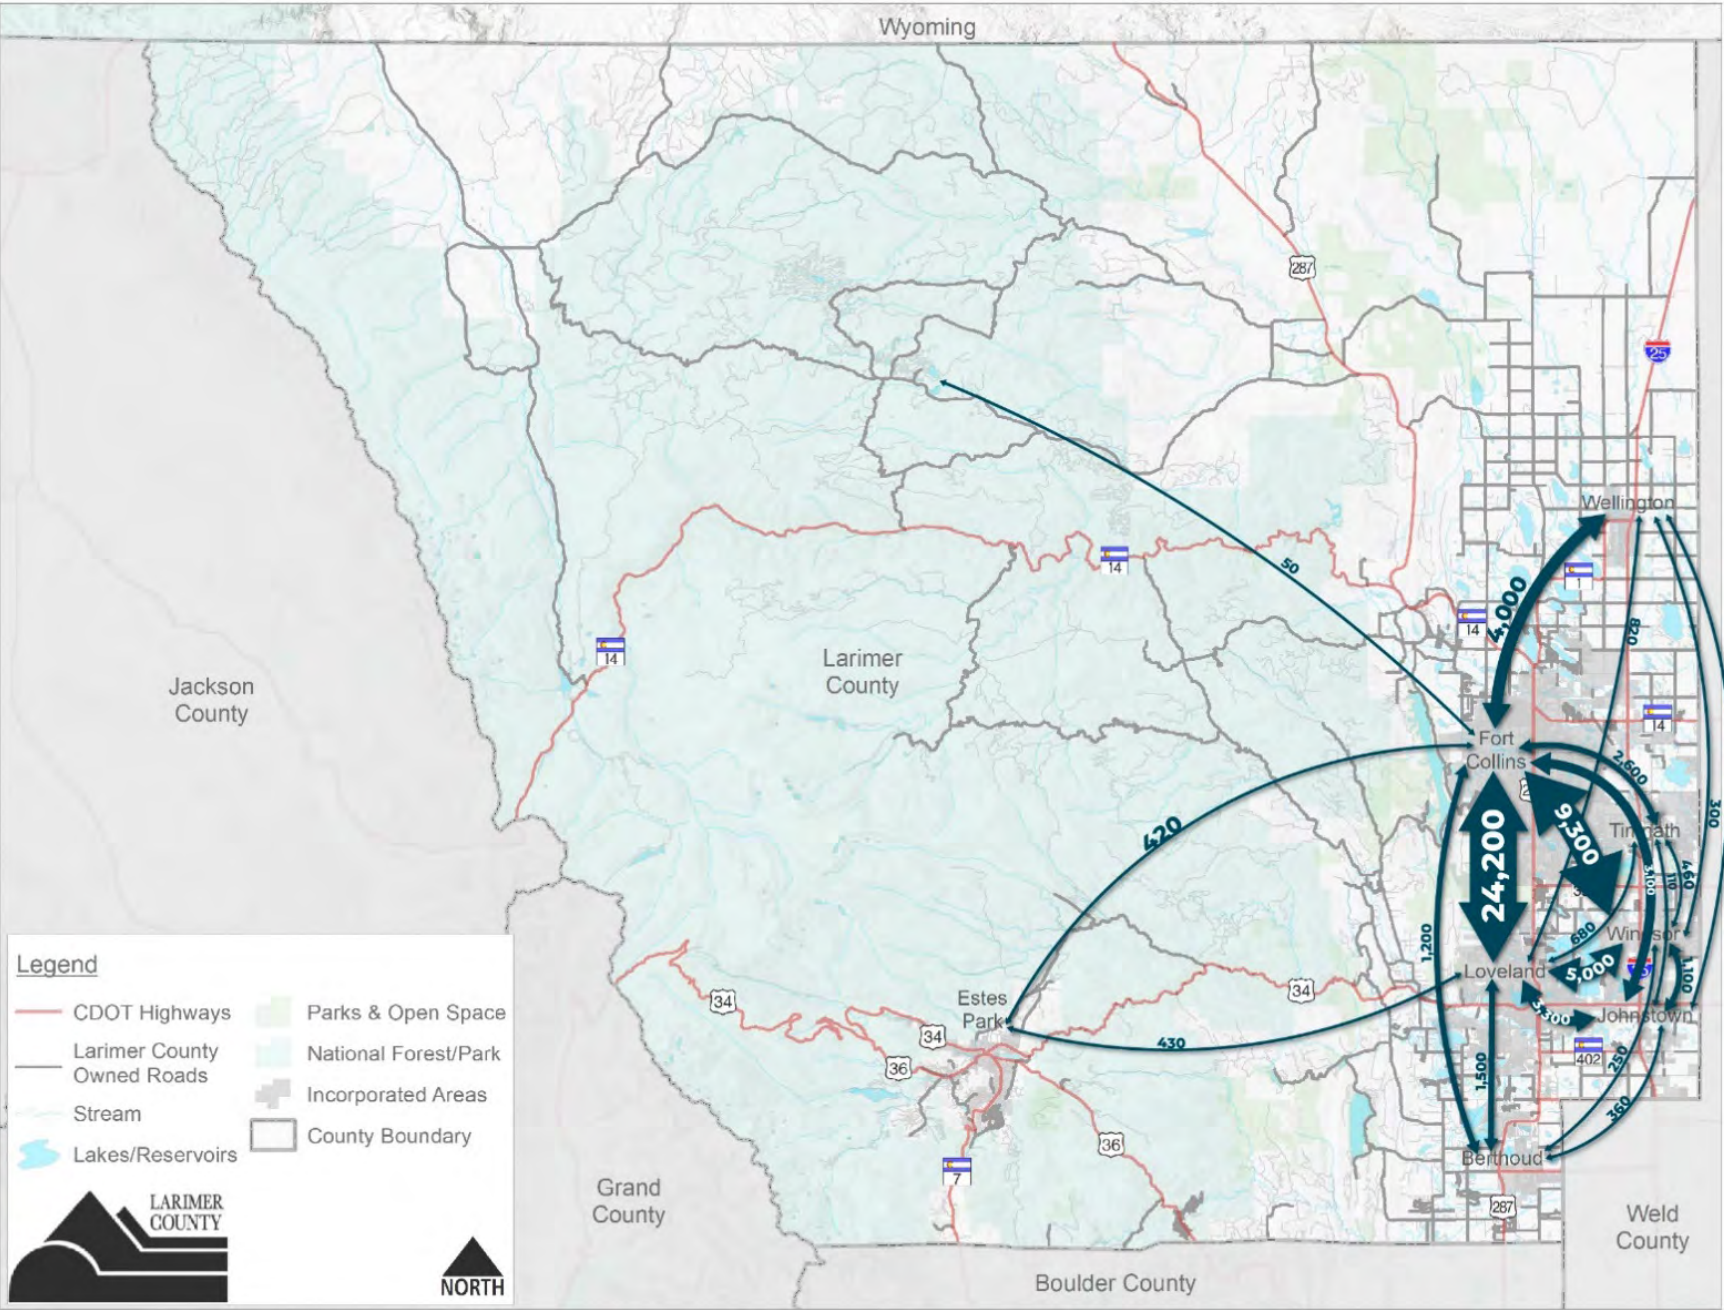 Wyoming
287
25
Wellington
50
14
1
4,000
14
820
14
Larimer
County
Jackson
County
14
Fort
Collins
2,600
300
420
9,300
Timnath
24,200
3,100
110
460
1,200
680
Windsor
Loveland
5,000
1,100
Estes
Park
34
34
34
430
3,300
Johnstown
36
402
250
1,500
360
36
Berthoud
7
287
Grand
County
Weld
County
Boulder County
Legend
CDOT Highways
Larimer County
Owned Roads
Stream
Lakes/Reservoirs
Parks & Open Space
National Forest/Park
Incorporated Areas
County Boundary
LARIMER
COUNTY
NORTH